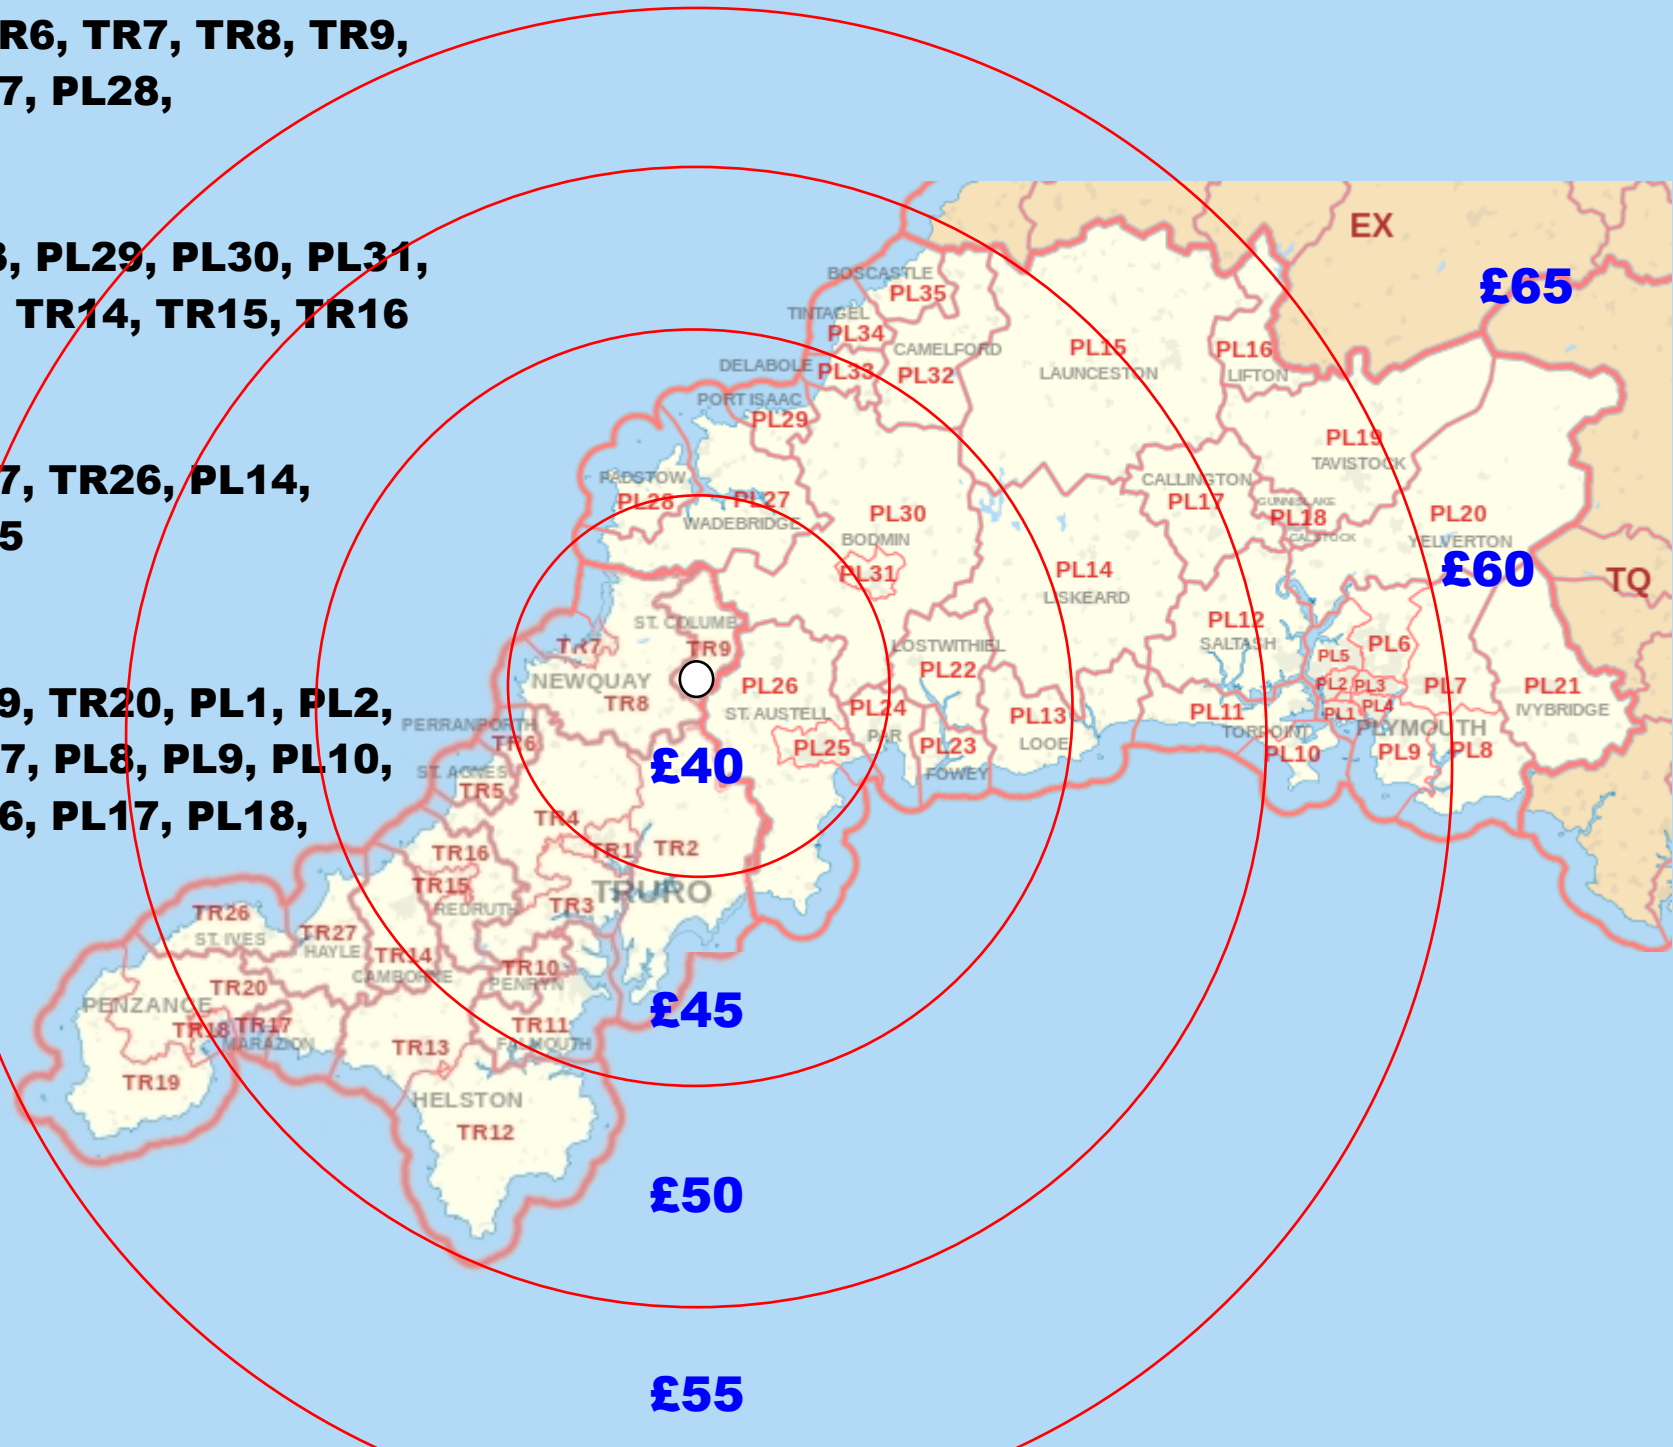 R6, TR7, TR8, TR9,
7, PL28,
3, PL29, PL30, PL31,
TR14, TR15, TR16
7, TR26, PL14,
5
9, TR20, PL1, PL2,
7, PL8, PL9, PL10,
6, PL17, PL18,
EX
£65
BOSCASTLE
PL35
TINTAGEL
PL34
CAMELFORD
PL15
PL16
DELABOLE
PL33
PL32
LAUNCESTON
LIFTON
PORT ISAAC
PL29
PL19
TAVISTOCK
PADSTOW
CALLINGTON
PL28
PL27
PL17
GUNNISLAKE
WADEBRIDGE
PL30
PL18
PL20
BODMIN
CALSTOCK
YELVERTON
PL31
PL14
£60
TQ
LISKEARD
ST. COLUMB
PL12
TR7
TR9
LOSTWITHIEL
SALTASH
PL6
PL5
NEWQUAY
PL26
PL22
PL2
PL3
PL7
PL21
TR8
ST. AUSTELL
PL24
PL13
PL11
PL1
PL4
IVYBRIDGE
PERRANPORTH
PAR
TORPOINT
PLYMOUTH
TR6
PL25
PL23
LOOE
PL10
PL9
PL8
ST. AGNES
£40
FOWEY
TR5
TR4
TR16
TR1
TR2
TR15
TRURO
REDRUTH
TR3
TR26
ST. IVES
TR27
HAYLE
TR14
CAMBORNE
TR10
PENRYN
TR20
PENZANCE
£45
TR18
TR17
MARAZION
TR11
FALMOUTH
TR13
TR19
HELSTON
TR12
£50
£55